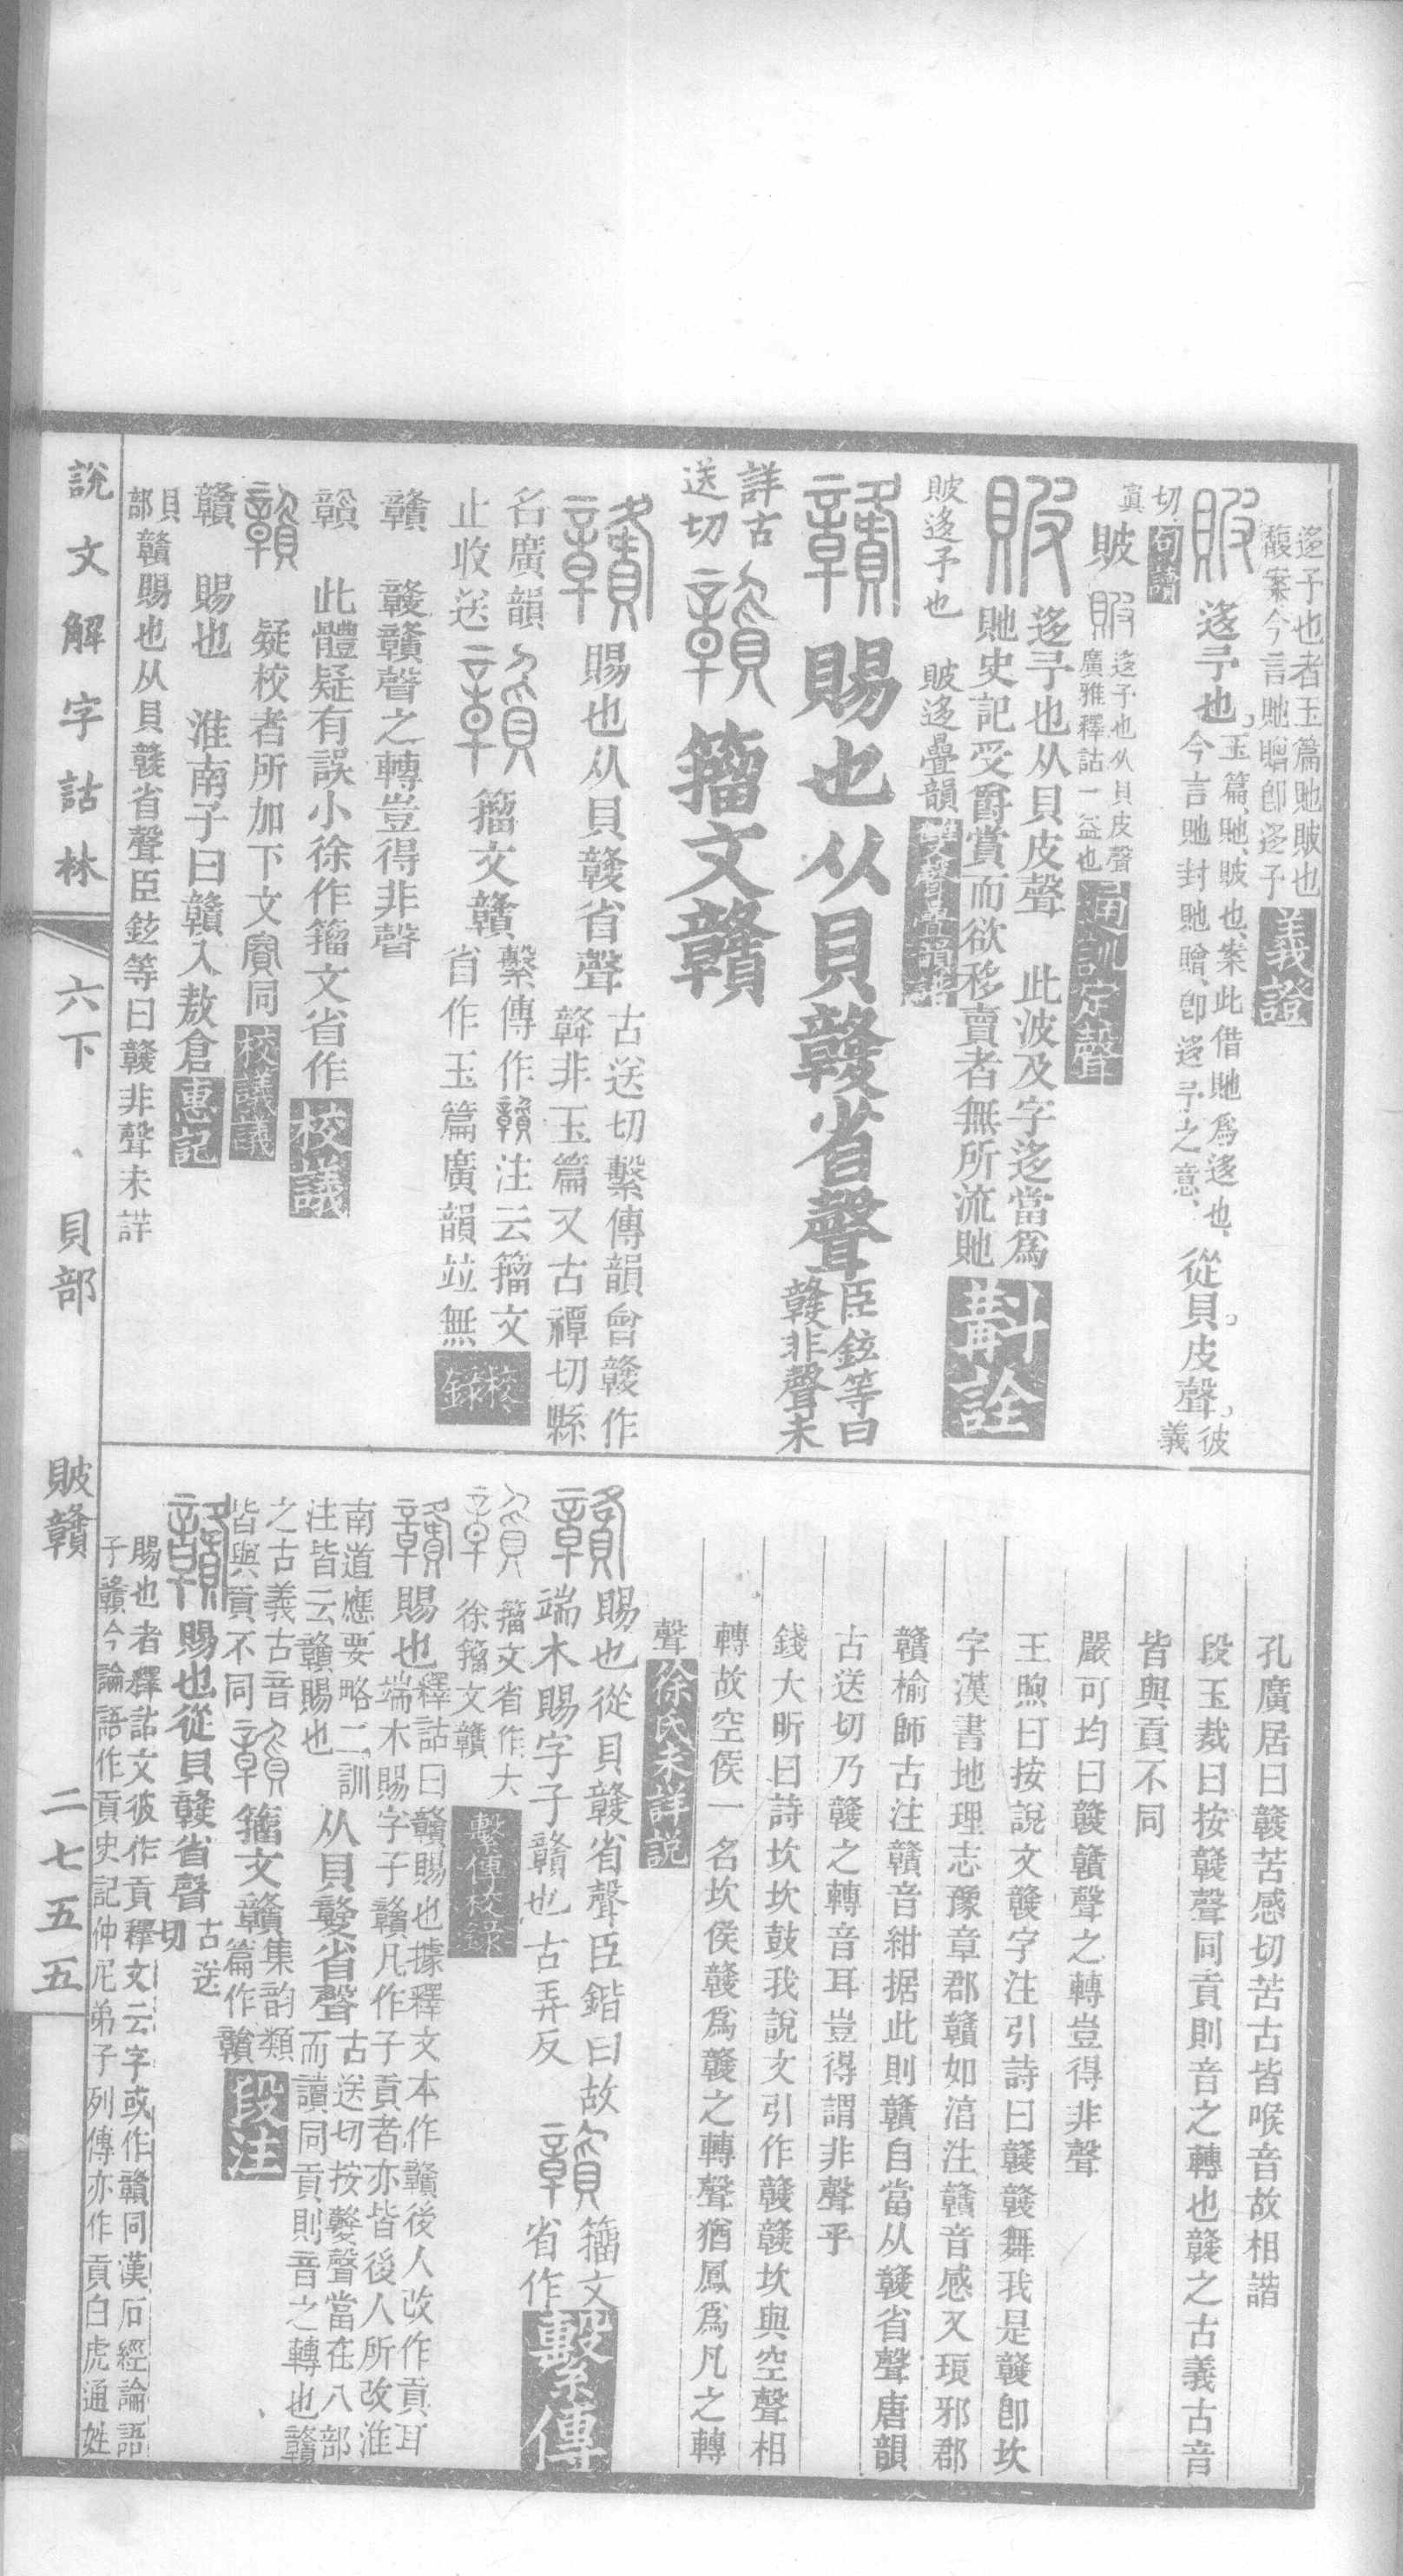 迻予也者玉篇貤貱也
馥案今言貤贈卽迻予
義證
貱
迻予也玉篇貤貱也案此借貤爲迻也
今言貤封貤贈卽迻予之意
從貝皮聲彼義
切
句讀
貱
迻予也从貝皮聲
廣雅釋詁一益也
通訓定聲
迻予也从貝皮聲 此波及字迻當爲
貤史記受爵賞而欲移賣者無所流貤
斠詮
貱迻予也 貱迻疊韻
雙聲疊韻譜
賜也从貝竷省聲
臣鉉等曰
竷非聲未
詳古
送切
籒文贛
賜也从貝竷省聲
古送切繫傳韻會竷作
䇂夅非玉篇又古禫切縣
名廣韻
止收送
籒文贛
繫傳作贑注云籒文
省作玉篇廣韻竝無
校錄
贛 竷贛聲之轉豈得非聲
此體疑有誤小徐作籒文省作
校議
疑校者所加下文賔同
校議議
贛 賜也 淮南子曰贛入敖倉
惠記
貝部
贛賜也从貝竷省聲臣鉉等曰竷非聲未詳
孔廣居曰竷苦感切苦古皆喉音故相諧
段玉裁曰按竷聲同貢則音之轉也竷之古義古音
皆與貢不同
嚴可均曰竷贛聲之轉豈得非聲
王煦曰按說文竷字注引詩曰竷竷舞我是竷卽坎
字漢書地理志豫章郡贛如湻注贛音感又琅邪郡
贛榆師古注贛音紺据此則贛自當从竷省聲唐韻
古送切乃竷之轉音耳豈得謂非聲乎
錢大昕曰詩坎坎鼓我說文引作竷竷坎與空聲相
轉故空侯一名坎侯竷爲竷之轉聲猶鳳爲凡之轉
聲
徐氏未詳說
賜也從貝竷省聲臣鍇曰故
端木賜字子贛也古弄反
籒文
省作
繫傳
籒文省作大
徐籒文贛
繫傳校錄
賜也
釋詁曰贛賜也據釋文本作贛後人改作貢耳
端木賜字子贛凡作子貢者亦皆後人所改淮
南道應要略二訓
注皆云贛賜也
从貝竷省聲
古送切按竷聲當在八部
而讀同貢則音之轉也贛
之古義古音
皆與貢不同
籒文贛
集韵類
篇作贑
段注
賜也從貝竷省聲
古送
切
賜也者釋詁文彼作貢釋文云字或作贛同漢石經論語
子贛今論語作貢史記仲尼弟子列傳亦作貢白虎通姓
說文解字詁林
六下 貝部
貱贛
二七五五